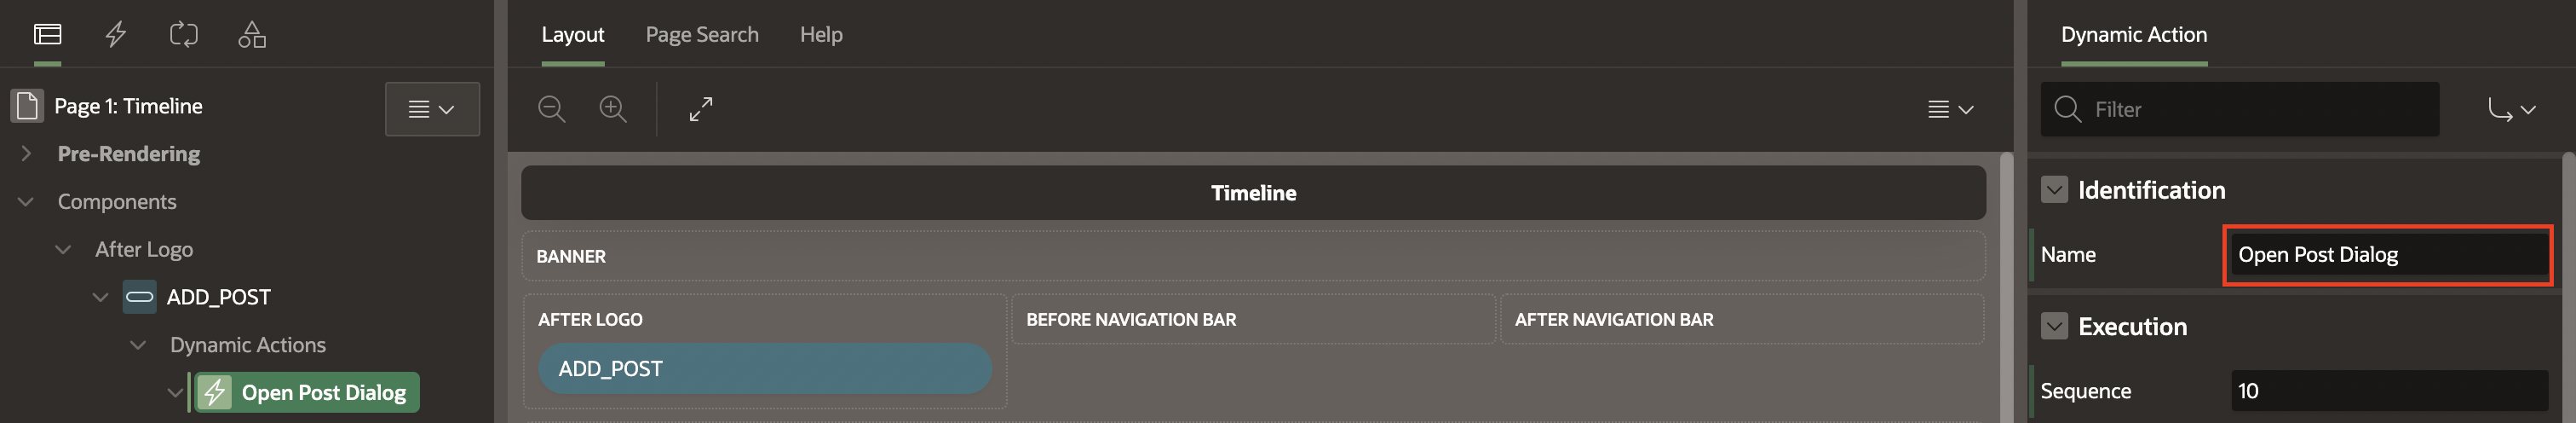 Page 1: Timeline
Pre-Rendering
Components
After Logo
ADD_POST
Dynamic Actions
Open Post Dialog
Layout Page Search Help
Timeline
BANNER
AFTER LOGO
BEFORE NAVIGATION BAR
AFTER NAVIGATION BAR
ADD_POST
Dynamic Action
Filter
Identification
Name Open Post Dialog
Execution
Sequence 10